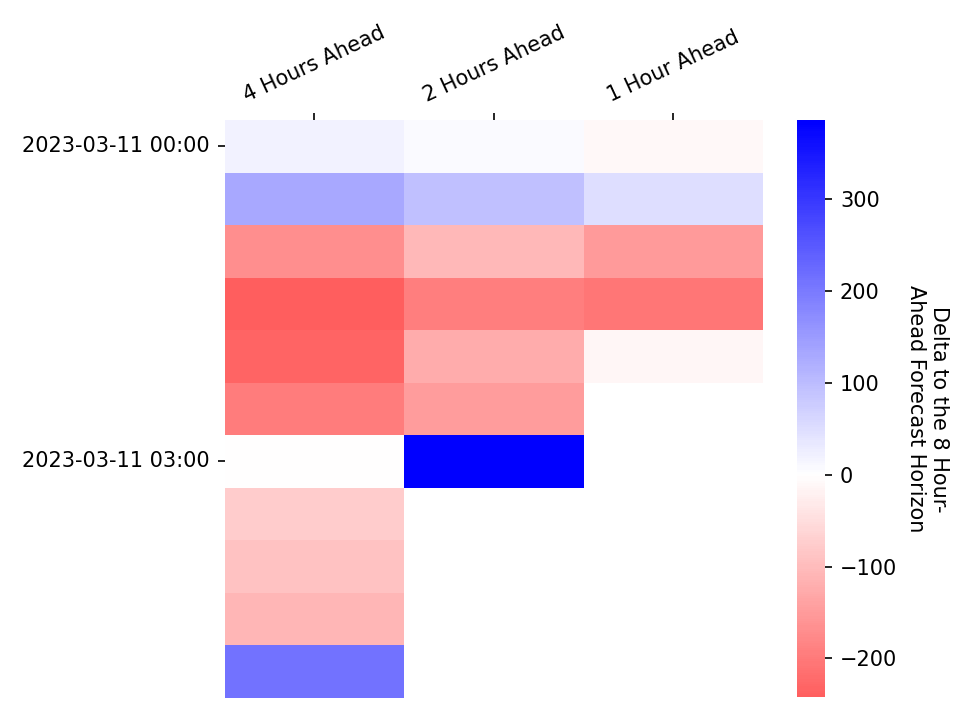 4 Hours Ahead
2 Hours Ahead
1 Hour Ahead
2023-03-11 00:00
2023-03-11 03:00
300
200
100
0
−100
−200
Delta to the 8 Hour-
Ahead Forecast Horizon